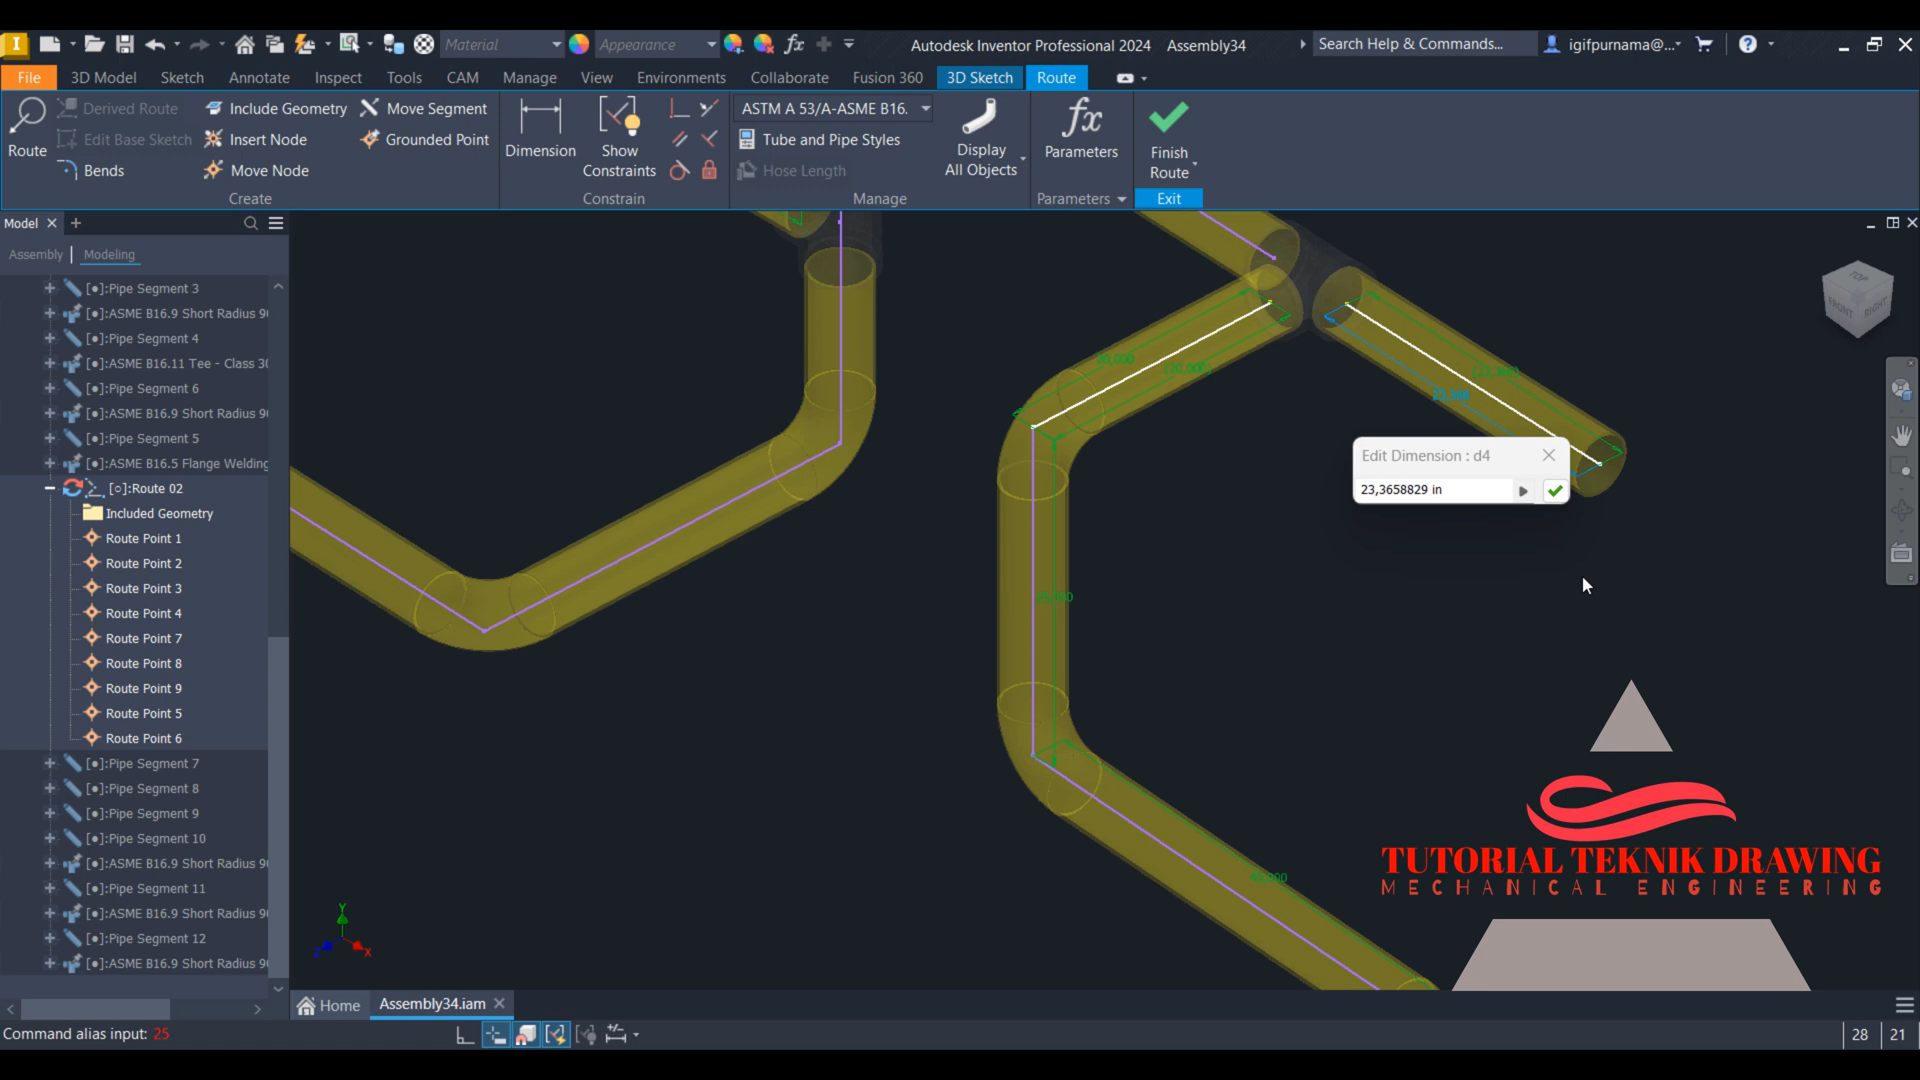 Material
Appearance
Autodesk Inventor Professional 2024 Assembly34
Search Help & Commands...
igifpurnama@...
File 3D Model Sketch Annotate Inspect Tools CAM Manage View Environments Collaborate Fusion 360 3D Sketch Route
Route
Derived Route
Edit Base Sketch
Bends
Include Geometry
Insert Node
Move Node
Move Segment
Grounded Point
Create
Dimension
Show
Constraints
Constrain
ASTM A 53/A-ASME B16.
Tube and Pipe Styles
Hose Length
Display
All Objects
Manage
Parameters
Parameters
Finish
Route
Exit
Model
Assembly
Modeling
[•]:Pipe Segment 3
[•]:ASME B16.9 Short Radius 9
[•]:Pipe Segment 4
[•]:ASME B16.11 Tee - Class 30
[•]:Pipe Segment 6
[•]:ASME B16.9 Short Radius 9
[•]:Pipe Segment 5
[•]:ASME B16.5 Flange Welding
[○]:Route 02
Included Geometry
Route Point 1
Route Point 2
Route Point 3
Route Point 4
Route Point 7
Route Point 8
Route Point 9
Route Point 5
Route Point 6
[•]:Pipe Segment 7
[•]:Pipe Segment 8
[•]:Pipe Segment 9
[•]:Pipe Segment 10
[•]:ASME B16.9 Short Radius 9
[•]:Pipe Segment 11
[•]:ASME B16.9 Short Radius 9
[•]:Pipe Segment 12
[•]:ASME B16.9 Short Radius 9
TOP
FRONT
RIGHT
Edit Dimension : d4
23,3658829 in
Y
Z
X
TUTORIAL TEKNIK DRAWING
MECHANICAL ENGINEERING
Home
Assembly34.iam
Command alias input: 25
28
21